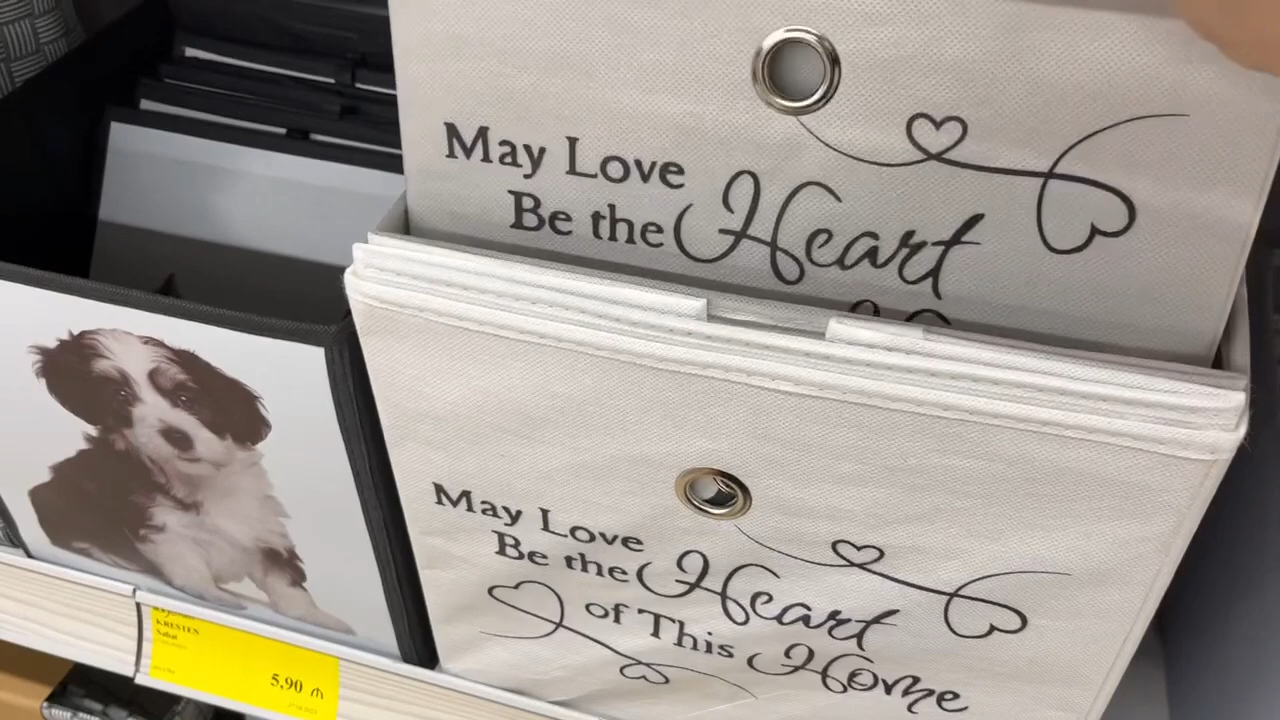 May Love
Be the Heart
May Love
Be the Heart
of This Home
KRESTEN
5,90 ₼